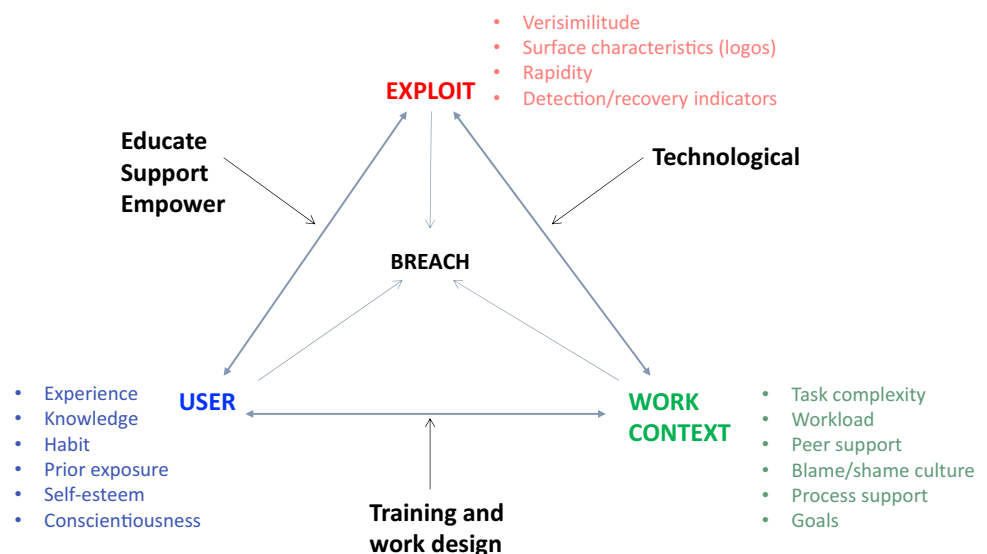 • Verisimilitude
• Surface characteristics (logos)
• Rapidity
• Detection/recovery indicators
EXPLOIT
Educate
Support
Empower
Technological
BREACH
• Experience
• Knowledge
• Habit
• Prior exposure
• Self-esteem
• Conscientiousness
USER
WORK
CONTEXT
• Task complexity
• Workload
• Peer support
• Blame/shame culture
• Process support
• Goals
Training and
work design